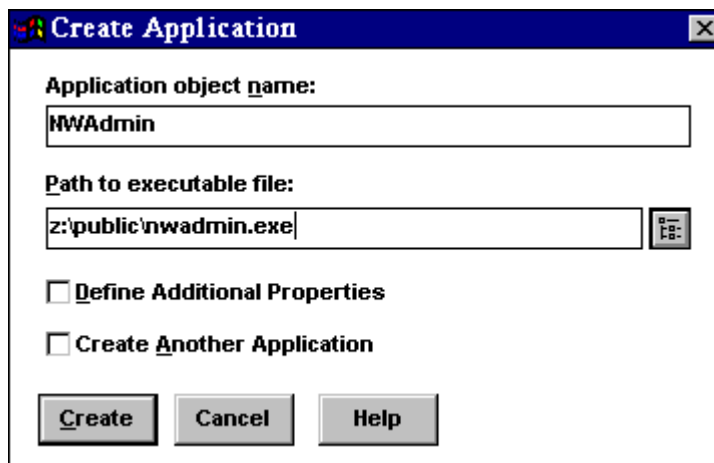 Create Application
Application object name:
NWAdmin
Path to executable file:
z:\public\nwadmin.exe
Define Additional Properties
Create Another Application
Create Cancel Help